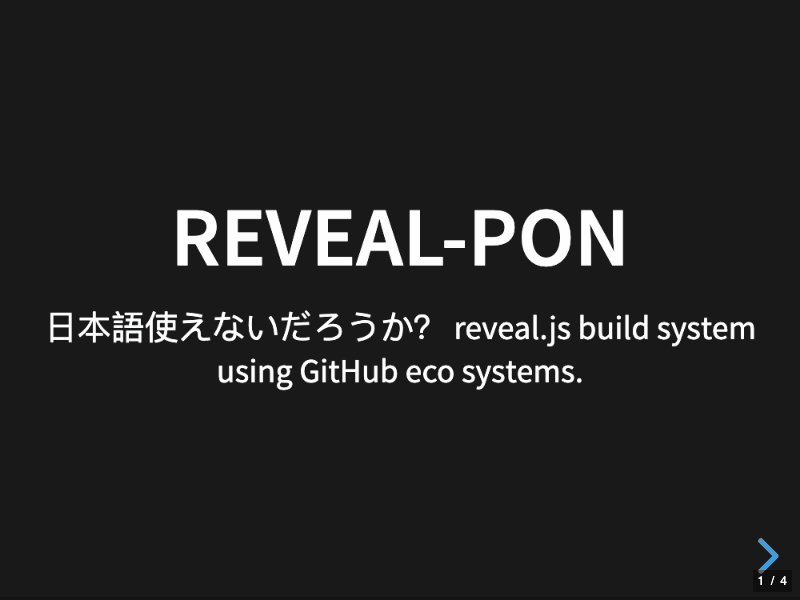 REVEAL-PON
日本語使えないだろうか? reveal.js build system
using GitHub eco systems.
1 / 4